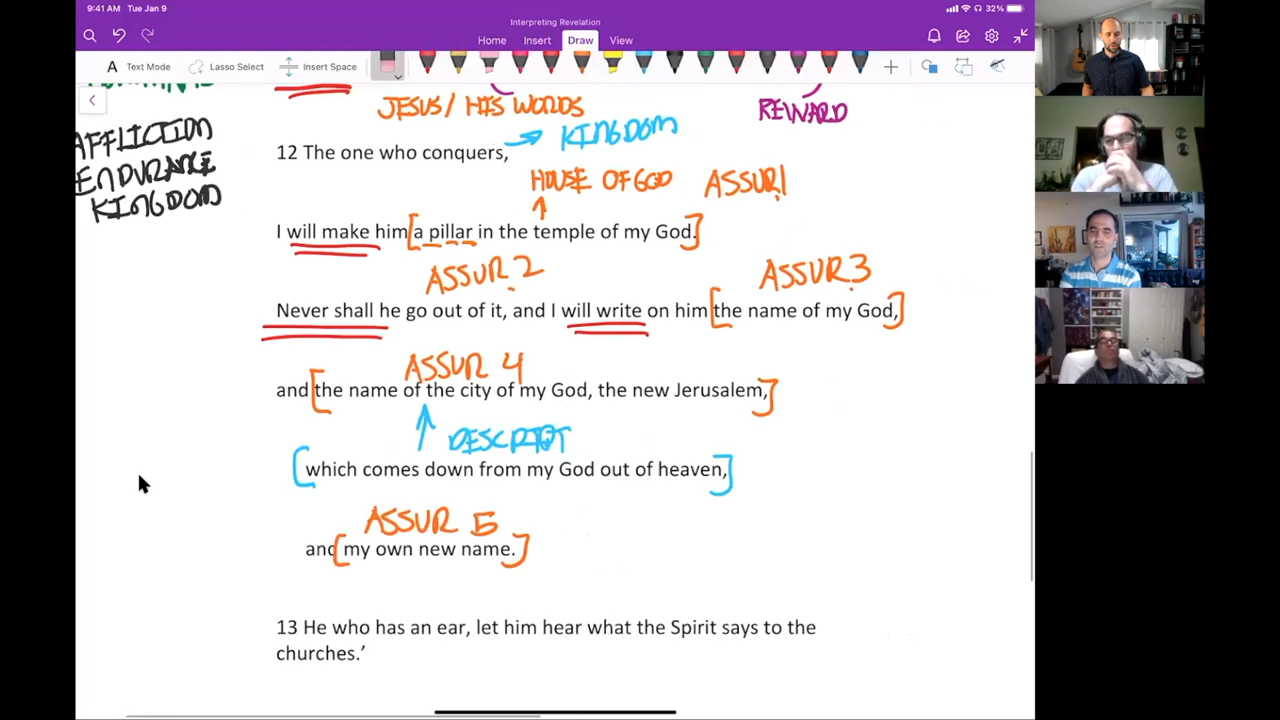 9:41 AM Tue Jan 9
32%
Interpreting Revelation
Home Insert Draw View
Text Mode Lasso Select Insert Space
JESUS/ HIS WORDS
REWARD
AFFLICTION
ENDURANCE
KINGDOM
KINGDOM
12 The one who conquers,
HOUSE OF GOD ASSUR 1
I will make him [a pillar in the temple of my God.]
ASSUR 2 ASSUR 3
Never shall he go out of it, and I will write on him [the name of my God,]
ASSUR 4
and [the name of the city of my God, the new Jerusalem,]
DESCRIPT
[which comes down from my God out of heaven,]
ASSUR 5
and [my own new name.]
13 He who has an ear, let him hear what the Spirit says to the
churches.’